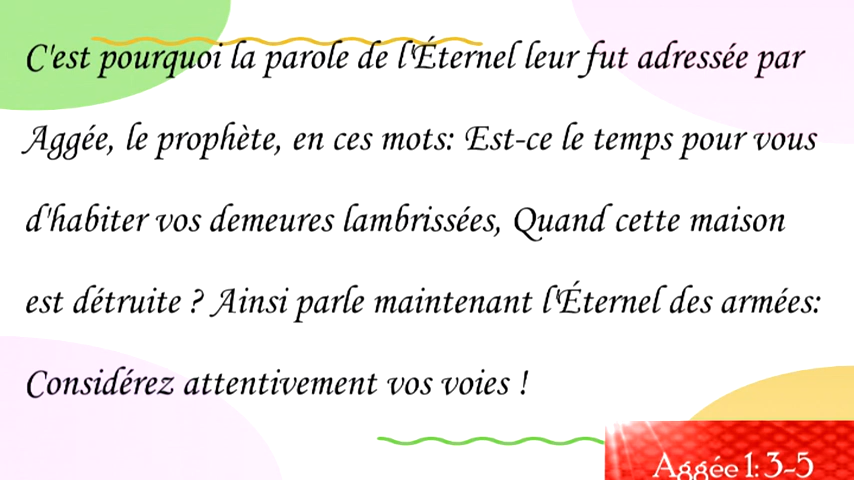 C'est pourquoi la parole de l'Éternel leur fut adressée par
Aggée, le prophète, en ces mots: Est-ce le temps pour vous
d'habiter vos demeures lambrissées, Quand cette maison
est détruite ? Ainsi parle maintenant l'Éternel des armées:
Considérez attentivement vos voies !
Aggée 1: 3-5